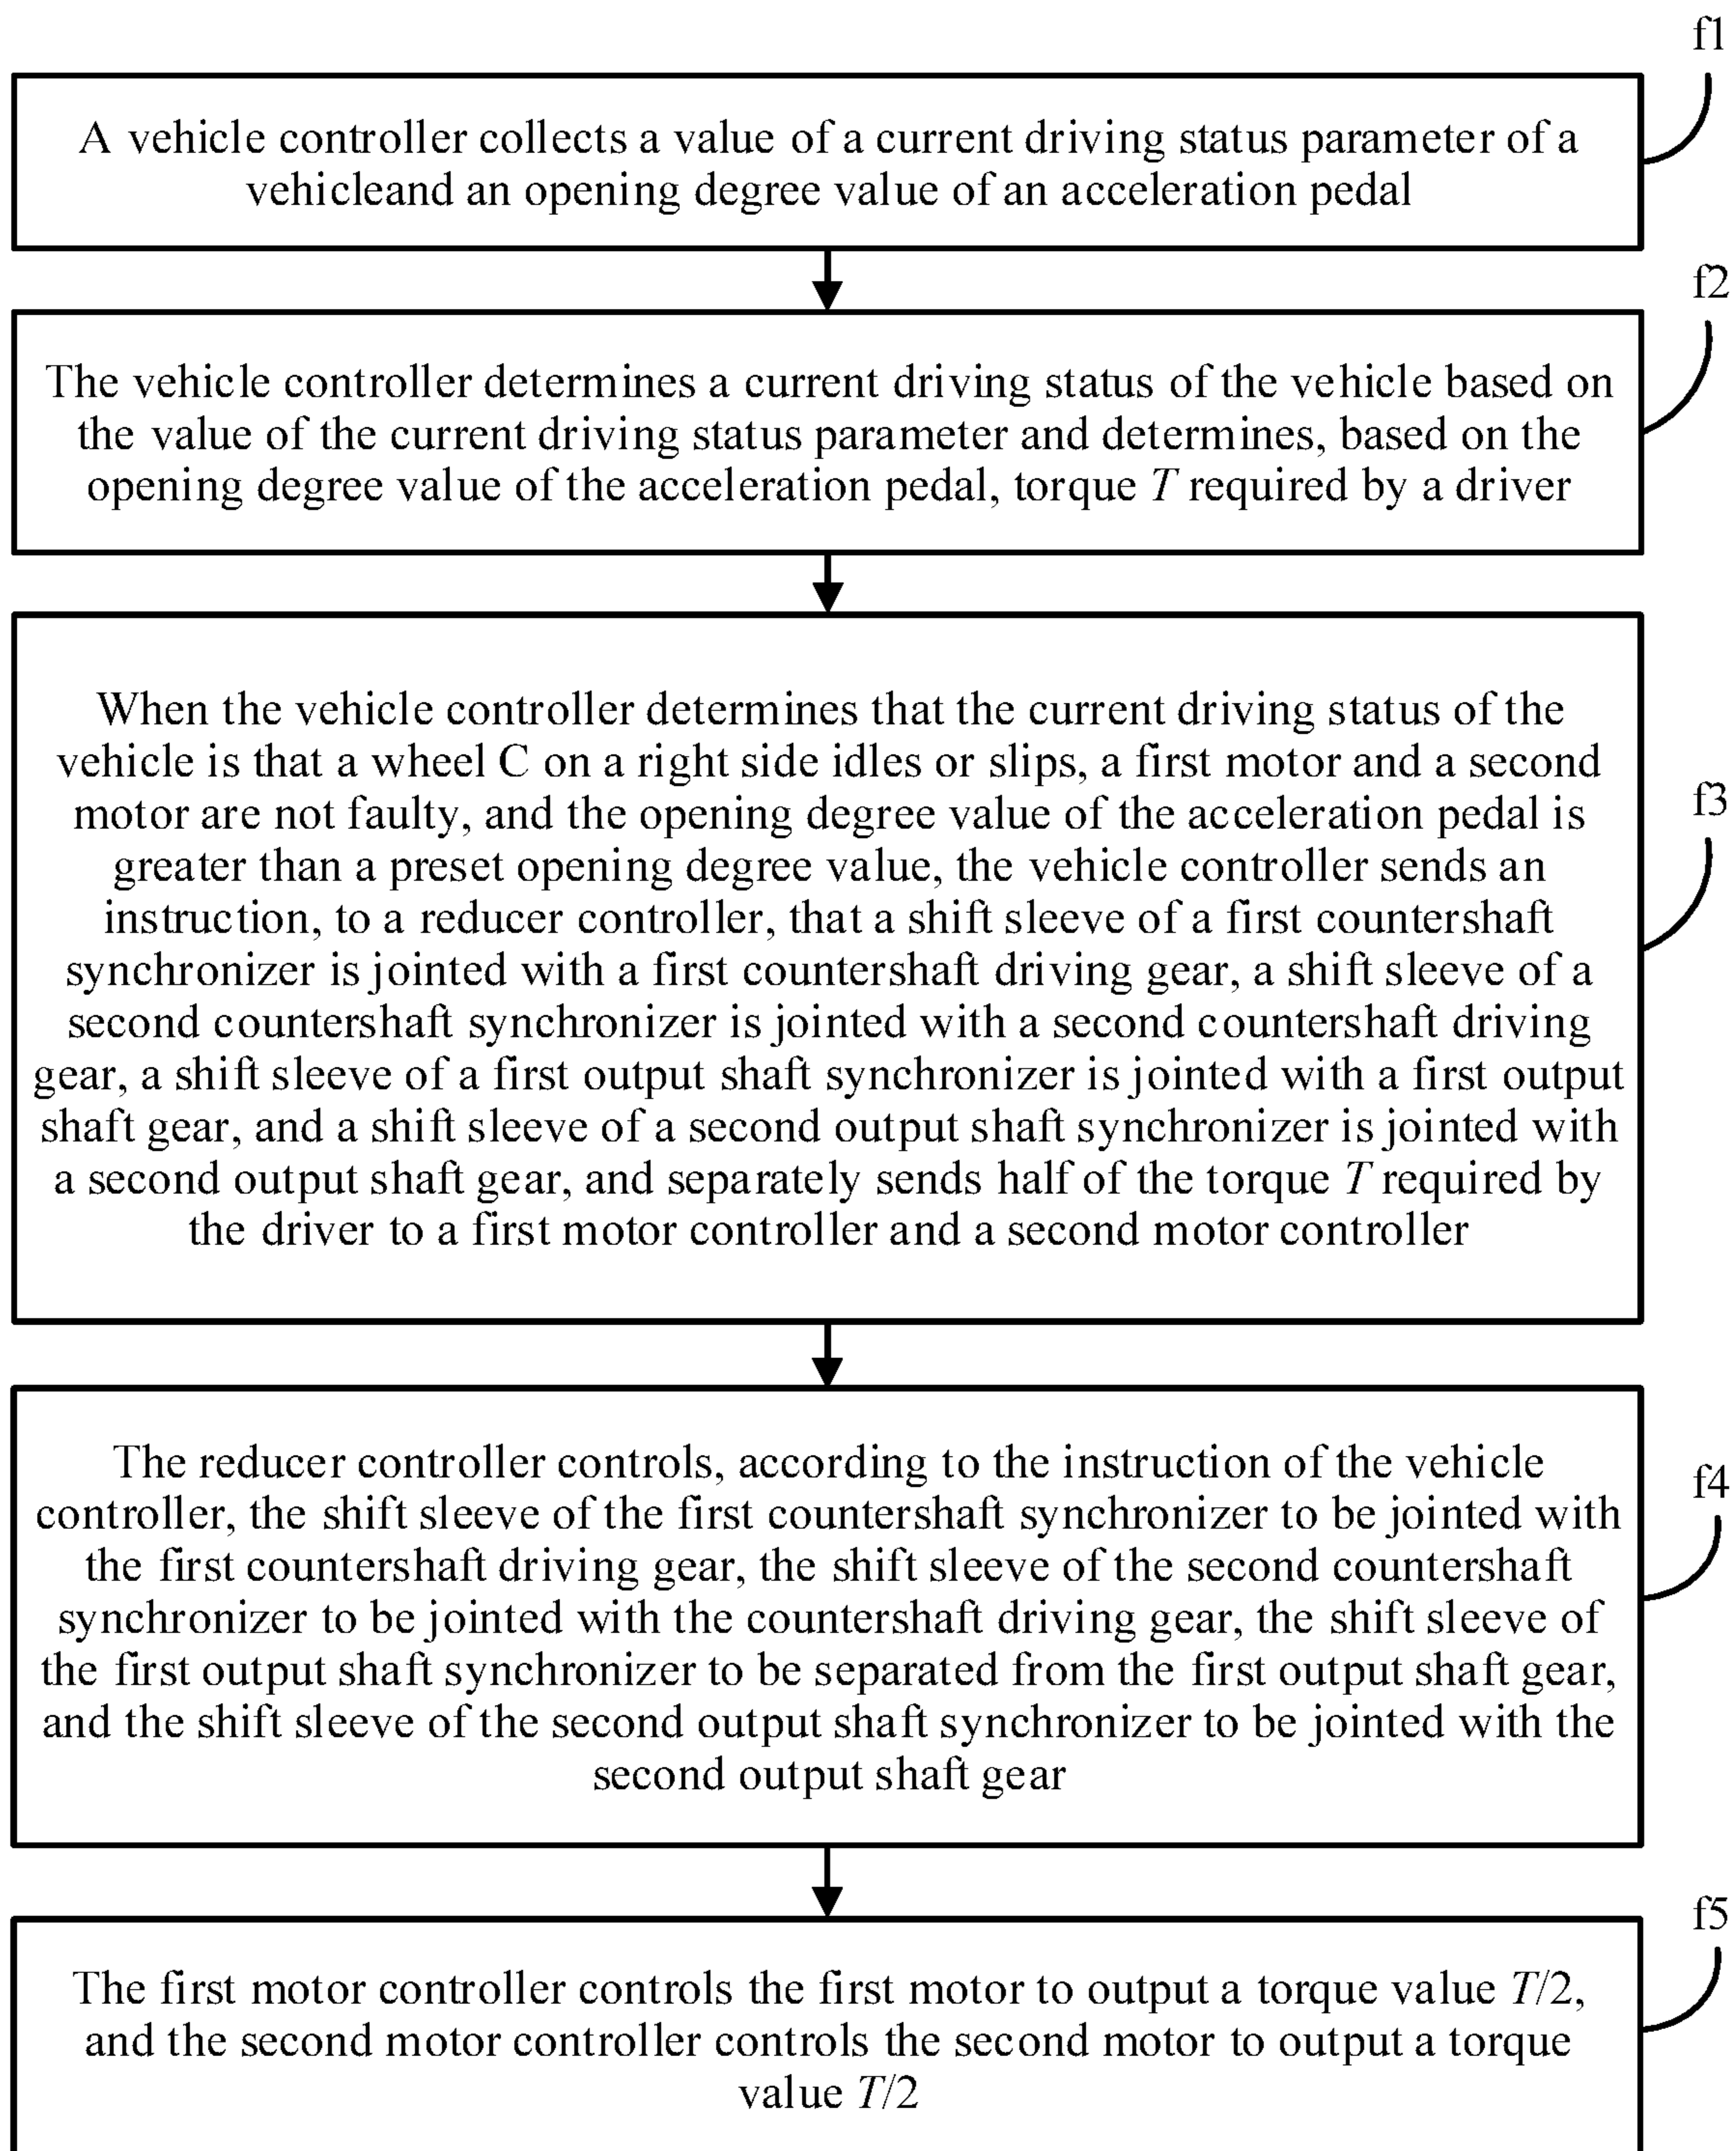 f1
A vehicle controller collects a value of a current driving status parameter of a
vehicleand an opening degree value of an acceleration pedal
f2
The vehicle controller determines a current driving status of the vehicle based on
the value of the current driving status parameter and determines, based on the
opening degree value of the acceleration pedal, torque T required by a driver
When the vehicle controller determines that the current driving status of the
vehicle is that a wheel C on a right side idles or slips, a first motor and a second
motor are not faulty, and the opening degree value of the acceleration pedal is
greater than a preset opening degree value, the vehicle controller sends an
instruction, to a reducer controller, that a shift sleeve of a first countershaft
synchronizer is jointed with a first countershaft driving gear, a shift sleeve of a
second countershaft synchronizer is jointed with a second countershaft driving
gear, a shift sleeve of a first output shaft synchronizer is jointed with a first output
shaft gear, and a shift sleeve of a second output shaft synchronizer is jointed with
a second output shaft gear, and separately sends half of the torque T required by
the driver to a first motor controller and a second motor controller
f3
The reducer controller controls, according to the instruction of the vehicle
controller, the shift sleeve of the first countershaft synchronizer to be jointed with
the first countershaft driving gear, the shift sleeve of the second countershaft
synchronizer to be jointed with the countershaft driving gear, the shift sleeve of
the first output shaft synchronizer to be separated from the first output shaft gear,
and the shift sleeve of the second output shaft synchronizer to be jointed with the
second output shaft gear
f4
f5
The first motor controller controls the first motor to output a torque value T/2,
and the second motor controller controls the second motor to output a torque
value T/2